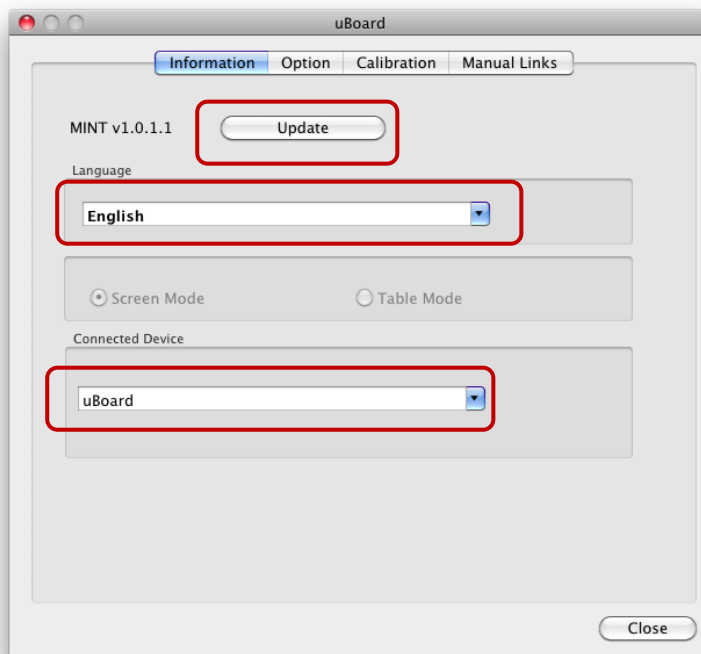 uBoard
Information Option Calibration Manual Links
MINT v1.0.1.1 Update
Language
English
Screen Mode Table Mode
Connected Device
uBoard
Close